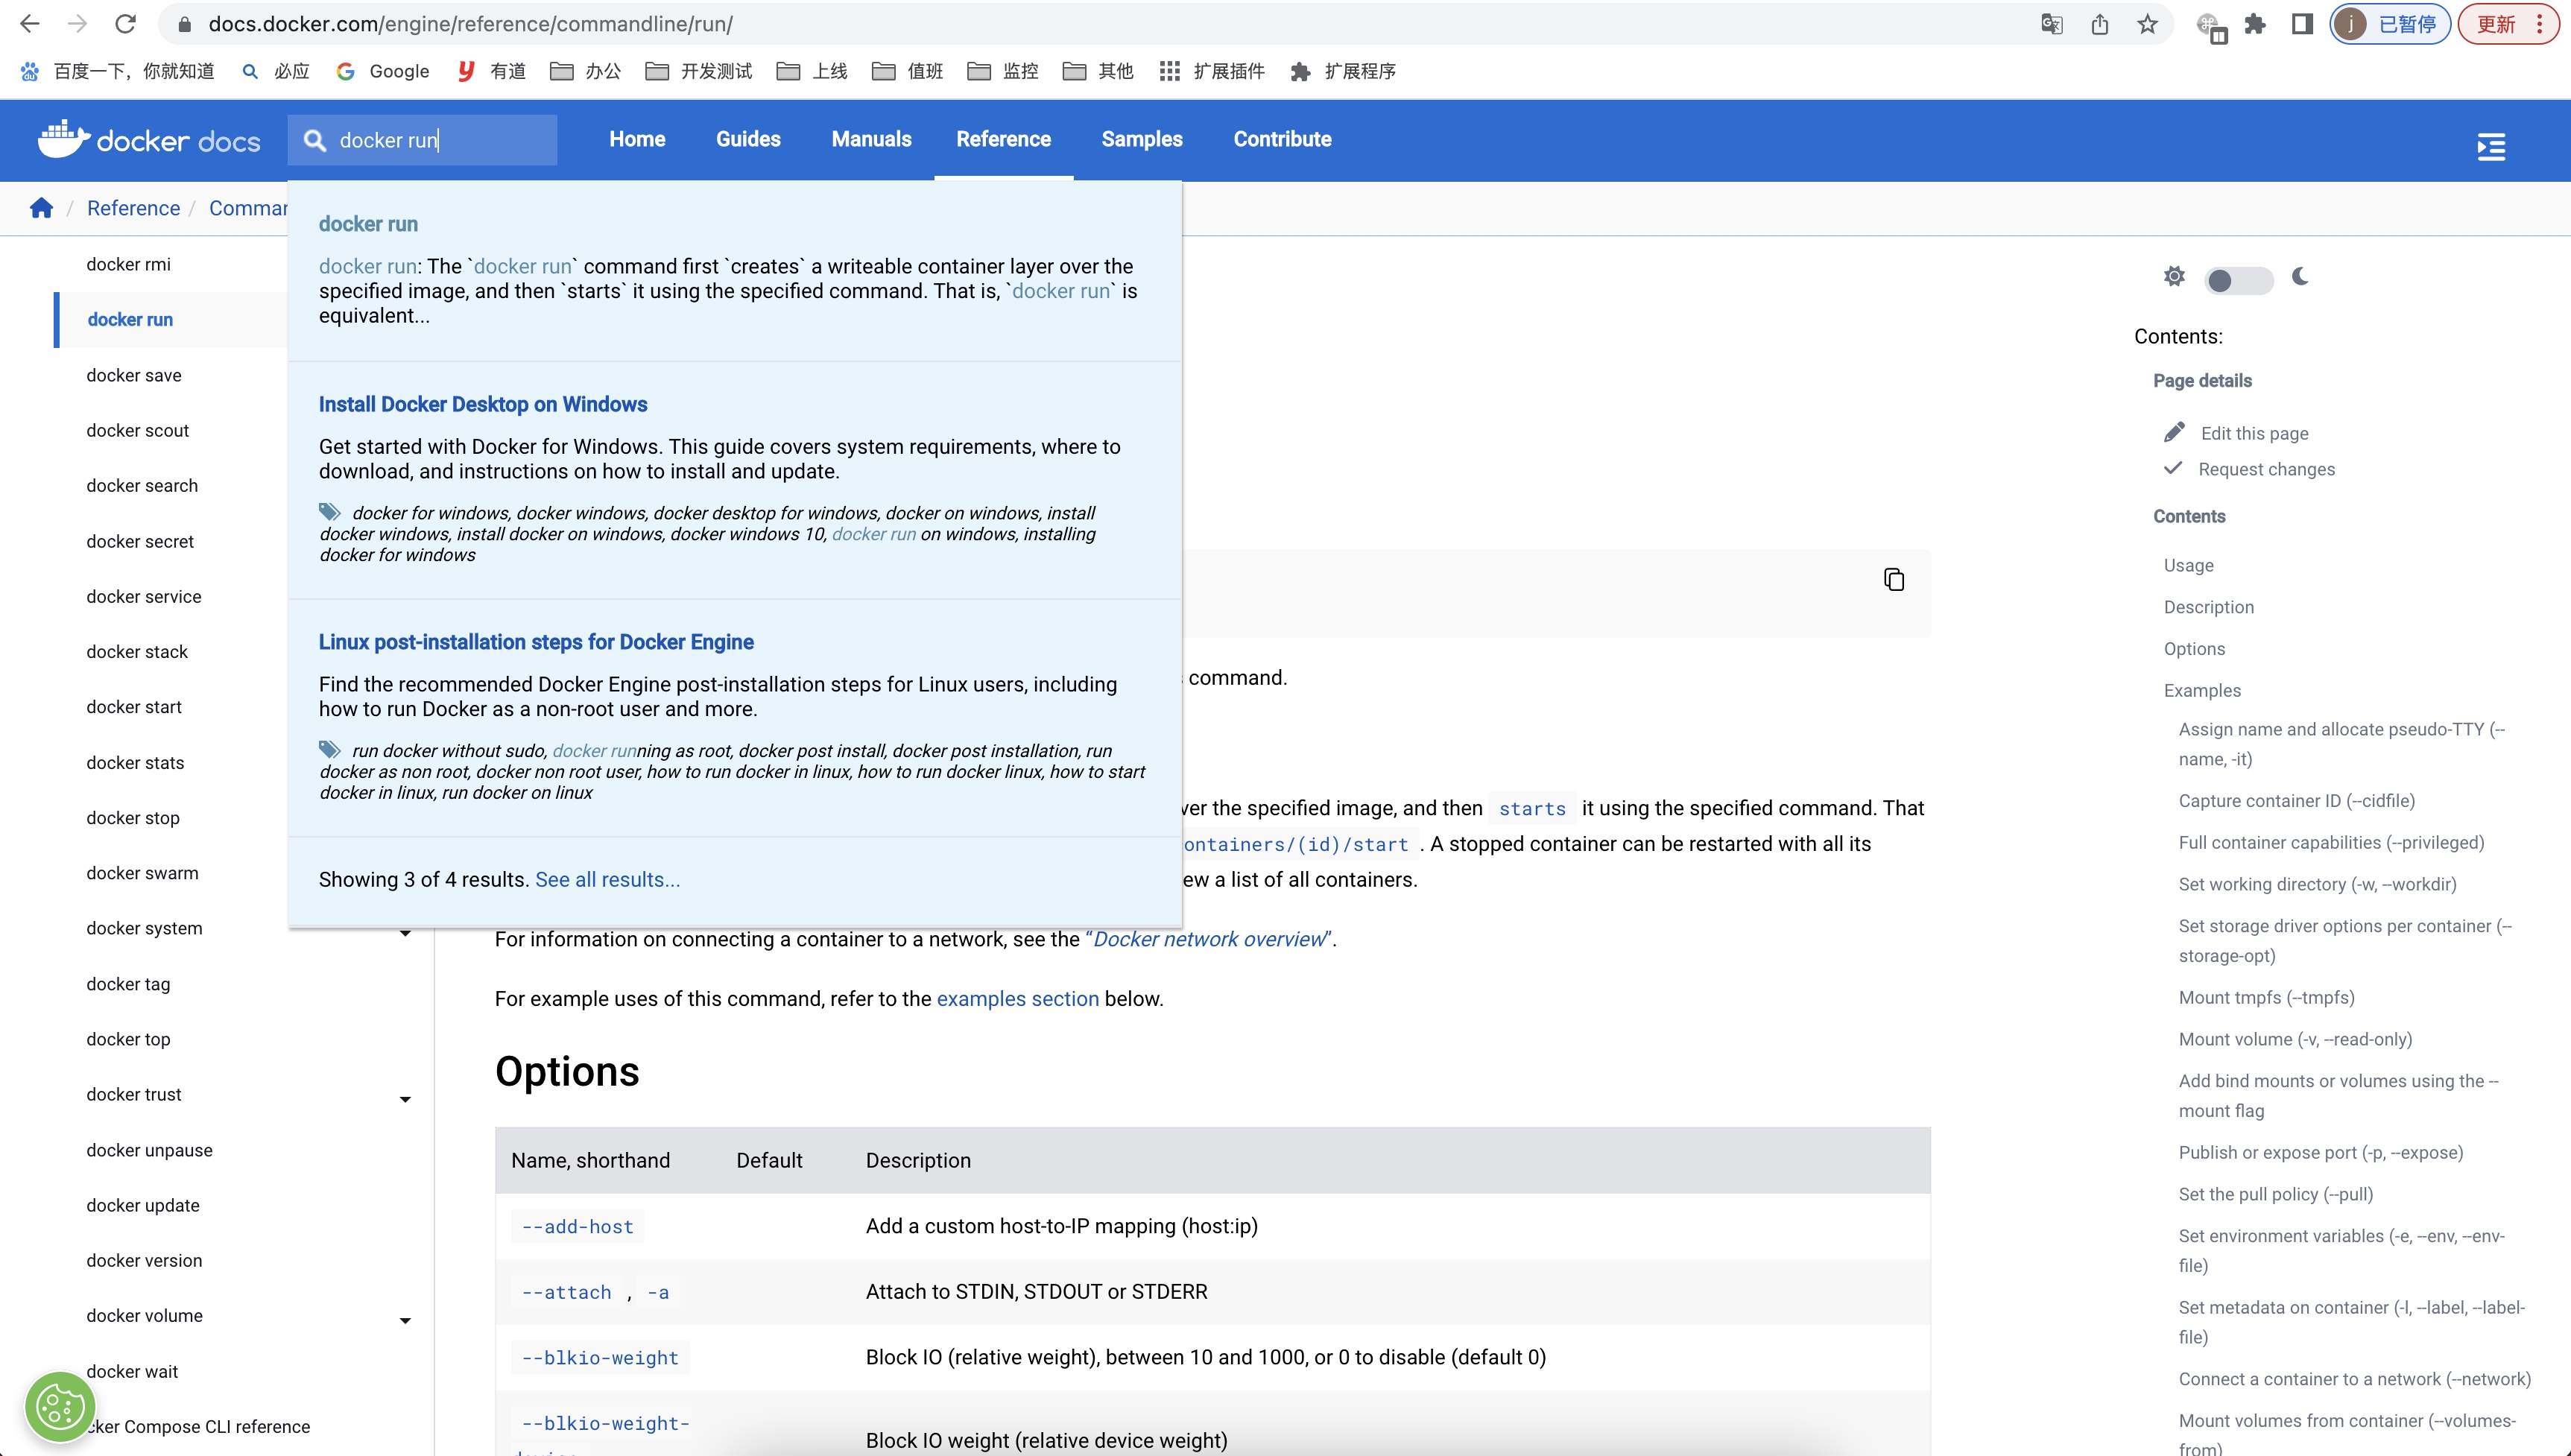 docs.docker.com/engine/reference/commandline/run/
j 已暂停 更新
百度一下，你就知道 必应 Google 有道 办公 开发测试 上线 值班 监控 其他 扩展插件 扩展程序
docker docs docker run Home Guides Manuals Reference Samples Contribute
/ Reference / Comman
docker rmi
docker run
docker save
docker scout
docker search
docker secret
docker service
docker stack
docker start
docker stats
docker stop
docker swarm
docker system
docker tag
docker top
docker trust
docker unpause
docker update
docker version
docker volume
docker wait
cker Compose CLI reference
docker run
docker run: The `docker run` command first `creates` a writeable container layer over the
specified image, and then `starts` it using the specified command. That is, `docker run` is
equivalent...
Install Docker Desktop on Windows
Get started with Docker for Windows. This guide covers system requirements, where to
download, and instructions on how to install and update.
docker for windows, docker windows, docker desktop for windows, docker on windows, install
docker windows, install docker on windows, docker windows 10, docker run on windows, installing
docker for windows
Linux post-installation steps for Docker Engine
Find the recommended Docker Engine post-installation steps for Linux users, including
how to run Docker as a non-root user and more.
run docker without sudo, docker running as root, docker post install, docker post installation, run
docker as non root, docker non root user, how to run docker in linux, how to run docker linux, how to start
docker in linux, run docker on linux
Showing 3 of 4 results. See all results...
command.
ver the specified image, and then starts it using the specified command. That
ontainers/(id)/start . A stopped container can be restarted with all its
ew a list of all containers.
For information on connecting a container to a network, see the “Docker network overview”.
For example uses of this command, refer to the examples section below.
Options
Name, shorthand Default Description
--add-host Add a custom host-to-IP mapping (host:ip)
--attach , -a Attach to STDIN, STDOUT or STDERR
--blkio-weight Block IO (relative weight), between 10 and 1000, or 0 to disable (default 0)
--blkio-weight-
Block IO weight (relative device weight)
Contents:
Page details
Edit this page
Request changes
Contents
Usage
Description
Options
Examples
Assign name and allocate pseudo-TTY (--
name, -it)
Capture container ID (--cidfile)
Full container capabilities (--privileged)
Set working directory (-w, --workdir)
Set storage driver options per container (--
storage-opt)
Mount tmpfs (--tmpfs)
Mount volume (-v, --read-only)
Add bind mounts or volumes using the --
mount flag
Publish or expose port (-p, --expose)
Set the pull policy (--pull)
Set environment variables (-e, --env, --env-
file)
Set metadata on container (-l, --label, --label-
file)
Connect a container to a network (--network)
Mount volumes from container (--volumes-
from)